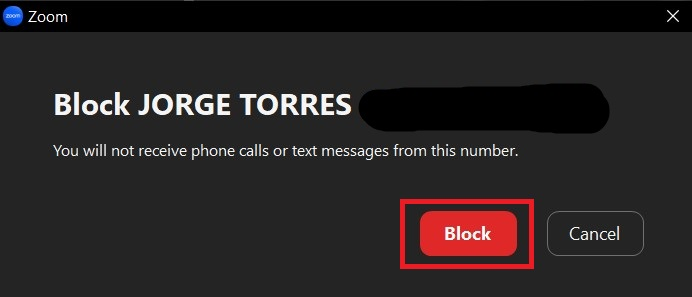 zoom Zoom
Block JORGE TORRES
You will not receive phone calls or text messages from this number.
Block Cancel